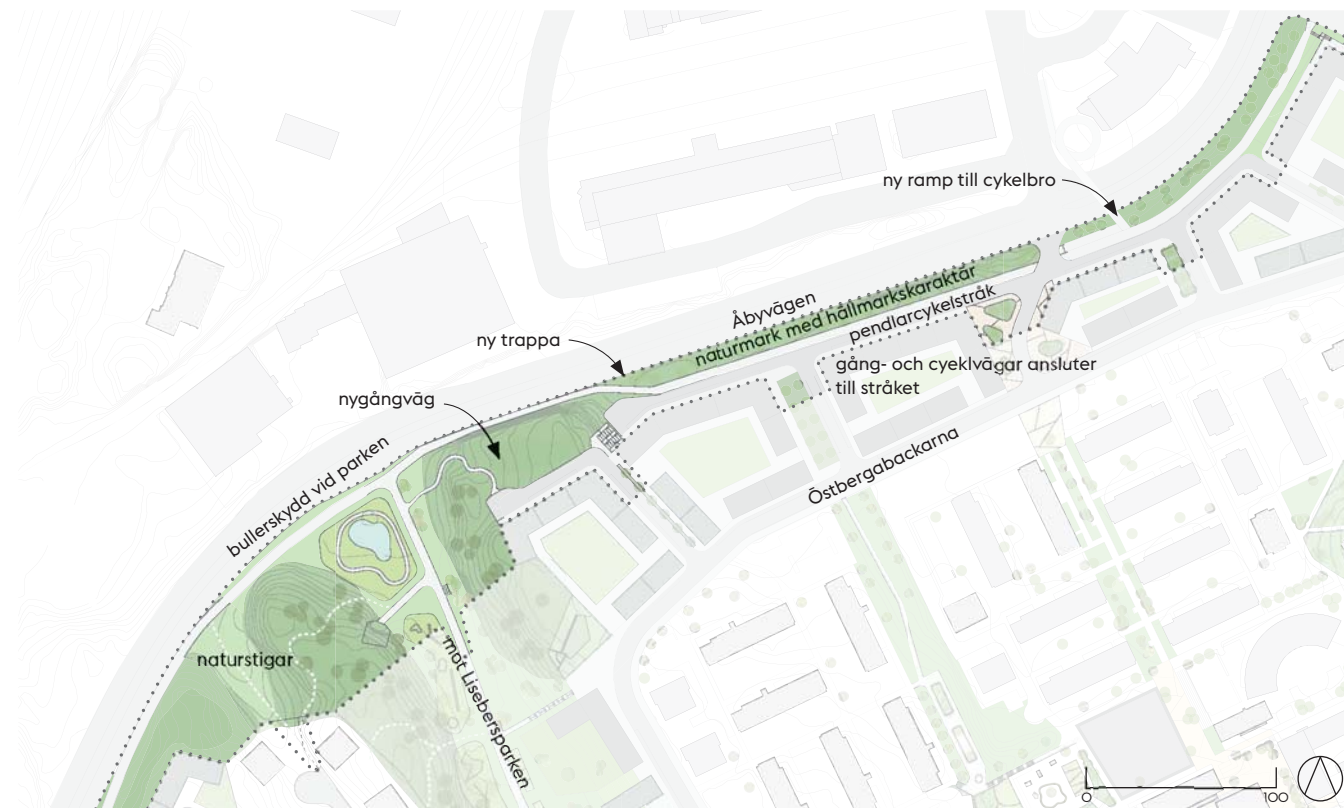 ny ramp till cykelbro
Åbyvägen
naturmark med hällmarkskaraktär
pendlarcykelstråk
ny trappa
gång- och cyeklvägar ansluter
till stråket
nygångväg
Östbergabackarna
bullerskydd vid parken
naturstigar
mot Lisebersparken
0 100